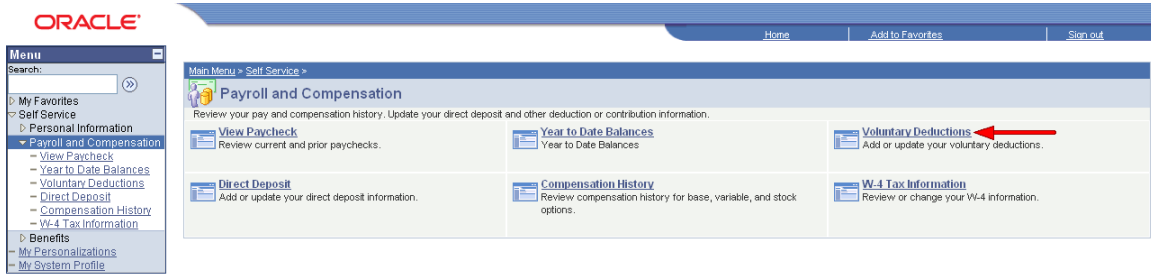 ORACLE'
Home
Add to Favorites
Sign out
Menu
Search:
My Favorites
Self Service
Personal Information
Payroll and Compensation
– View Paycheck
– Year to Date Balances
– Voluntary Deductions
– Direct Deposit
– Compensation History
– W-4 Tax Information
Benefits
– My Personalizations
– My System Profile
Main Menu > Self Service >
Payroll and Compensation
Review your pay and compensation history. Update your direct deposit and other deduction or contribution information.
View Paycheck
Review current and prior paychecks.
Year to Date Balances
Year to Date Balances
Voluntary Deductions
Add or update your voluntary deductions.
Direct Deposit
Add or update your direct deposit information.
Compensation History
Review compensation history for base, variable, and stock
options.
W-4 Tax Information
Review or change your W-4 information.